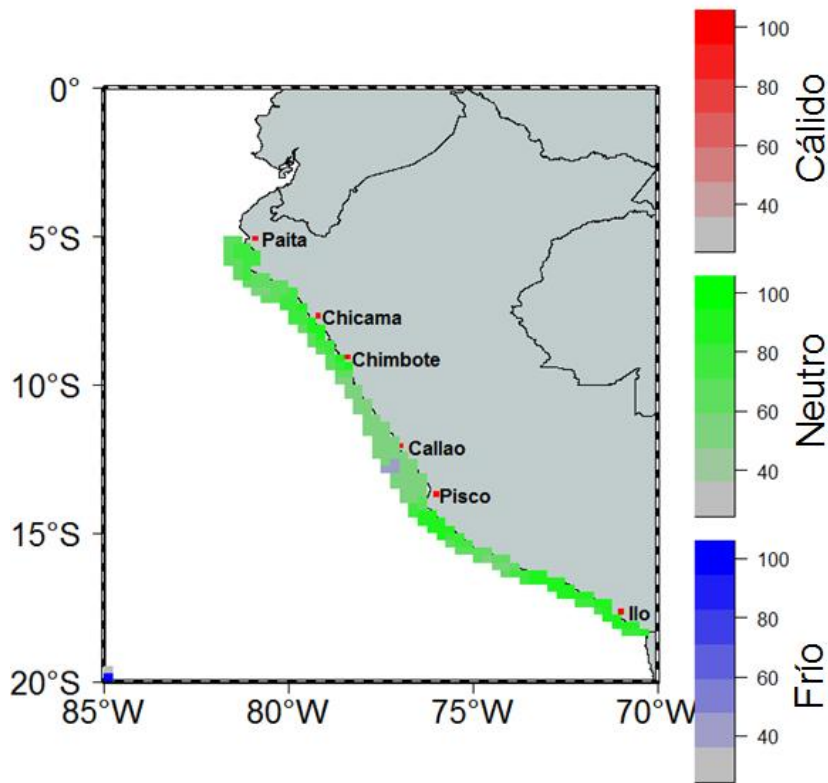 0°
5°S
10°S
15°S
20°S
85°W
80°W
75°W
70°W
Paita
Chicama
Chimbote
Callao
Pisco
Ilo
100
80
60
40
Cálido
100
80
60
40
Neutro
100
80
60
40
Frío